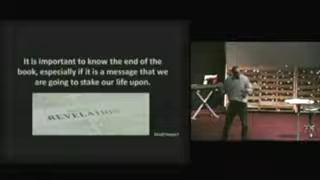 It is important to know the end of the
book, especially if it is a message that we
are going to stake our life upon.
REVELATION